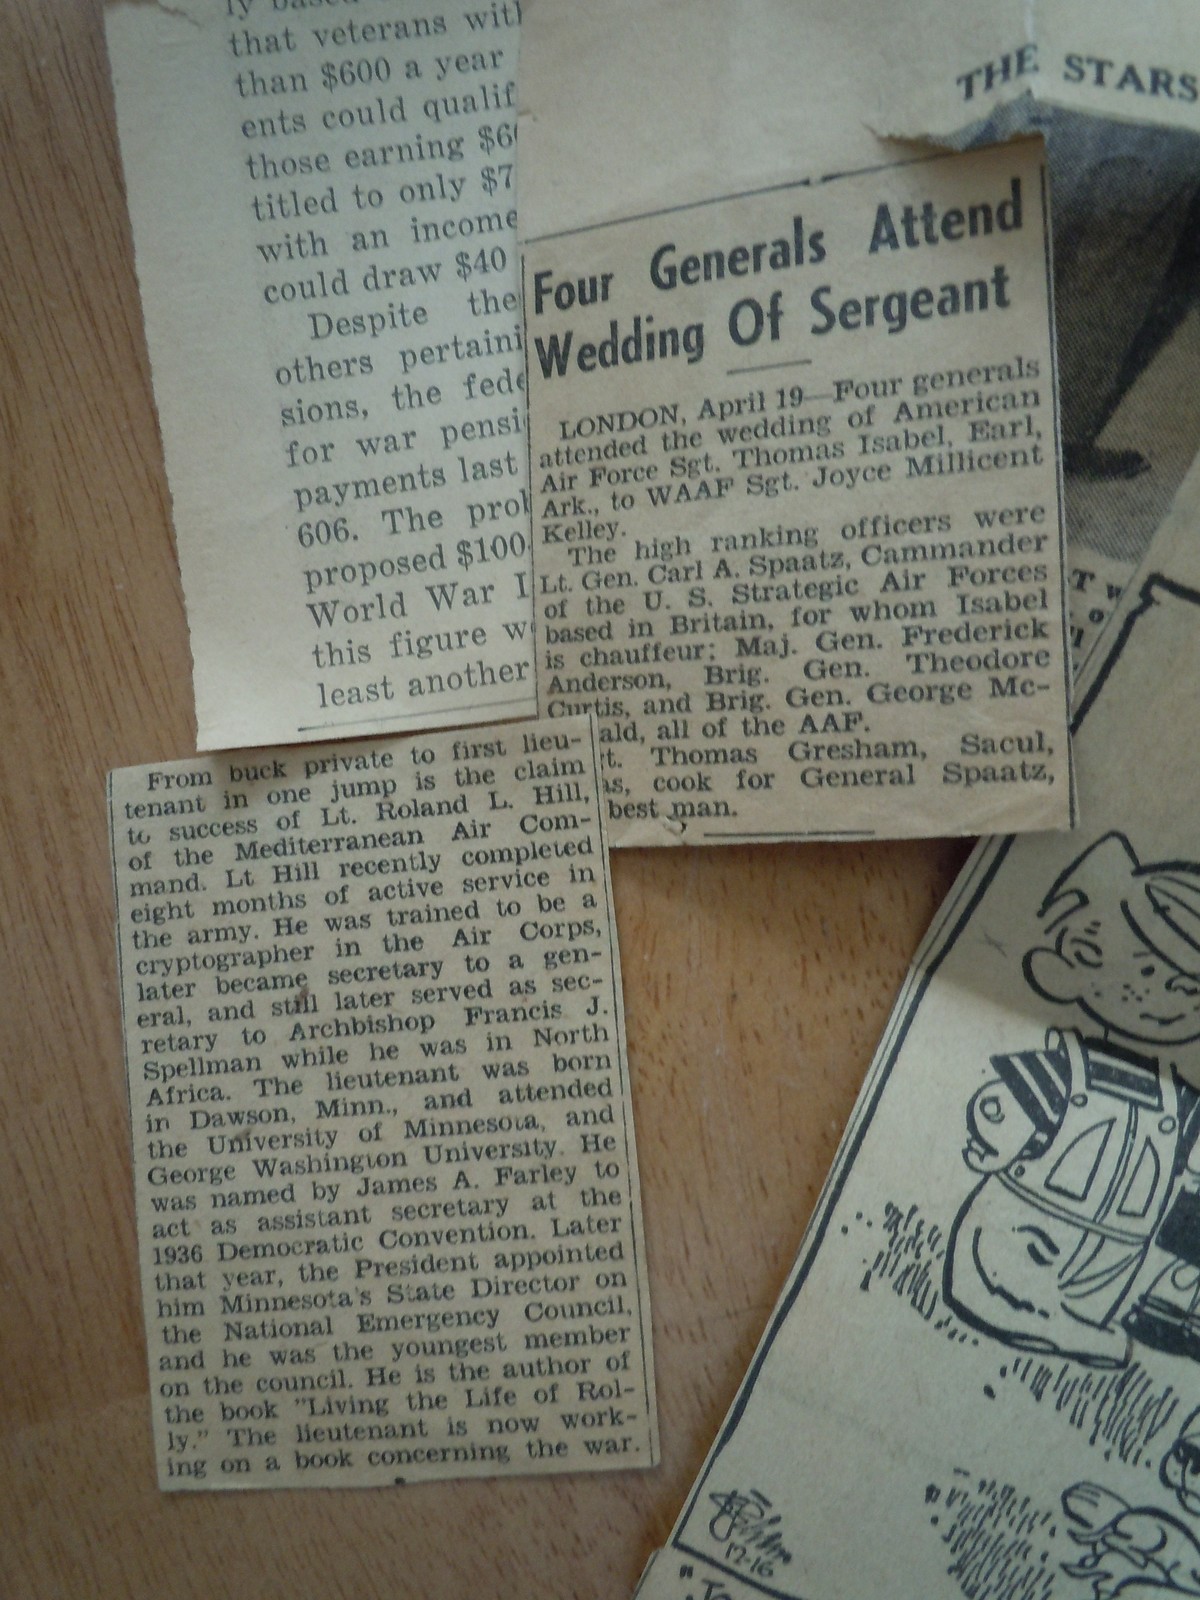 that veterans with
than $600 a year
ents could qualif
those earning $60
titled to only $7
with an income
could draw $40
Despite the
others pertaini
sions, the fede
for war pensi
payments last
606. The prob
proposed $100
World War I
this figure w
least another
THE STARS
Four Generals Attend
Wedding Of Sergeant
LONDON, April 19—Four generals
attended the wedding of American
Air Force Sgt. Thomas Isabel, Earl,
Ark., to WAAF Sgt. Joyce Millicent
Kelley.
The high ranking officers were
Lt. Gen. Carl A. Spaatz, Cammander
of the U. S. Strategic Air Forces
based in Britain, for whom Isabel
is chauffeur; Maj. Gen. Frederick
Anderson, Brig. Gen. Theodore
Curtis, and Brig. Gen. George Mc-
ald, all of the AAF.
t. Thomas Gresham, Sacul,
as, cook for General Spaatz,
best man.
From buck private to first lieu-
tenant in one jump is the claim
to success of Lt. Roland L. Hill,
of the Mediterranean Air Com-
mand. Lt Hill recently completed
eight months of active service in
the army. He was trained to be a
cryptographer in the Air Corps,
later became secretary to a gen-
eral, and still later served as sec-
retary to Archbishop Francis J.
Spellman while he was in North
Africa. The lieutenant was born
in Dawson, Minn., and attended
the University of Minnesota, and
George Washington University. He
was named by James A. Farley to
act as assistant secretary at the
1936 Democratic Convention. Later
that year, the President appointed
him Minnesota's State Director on
the National Emergency Council,
and he was the youngest member
on the council. He is the author of
the book "Living the Life of Rol-
ly." The lieutenant is now work-
ing on a book concerning the war.
12-16
"Jo